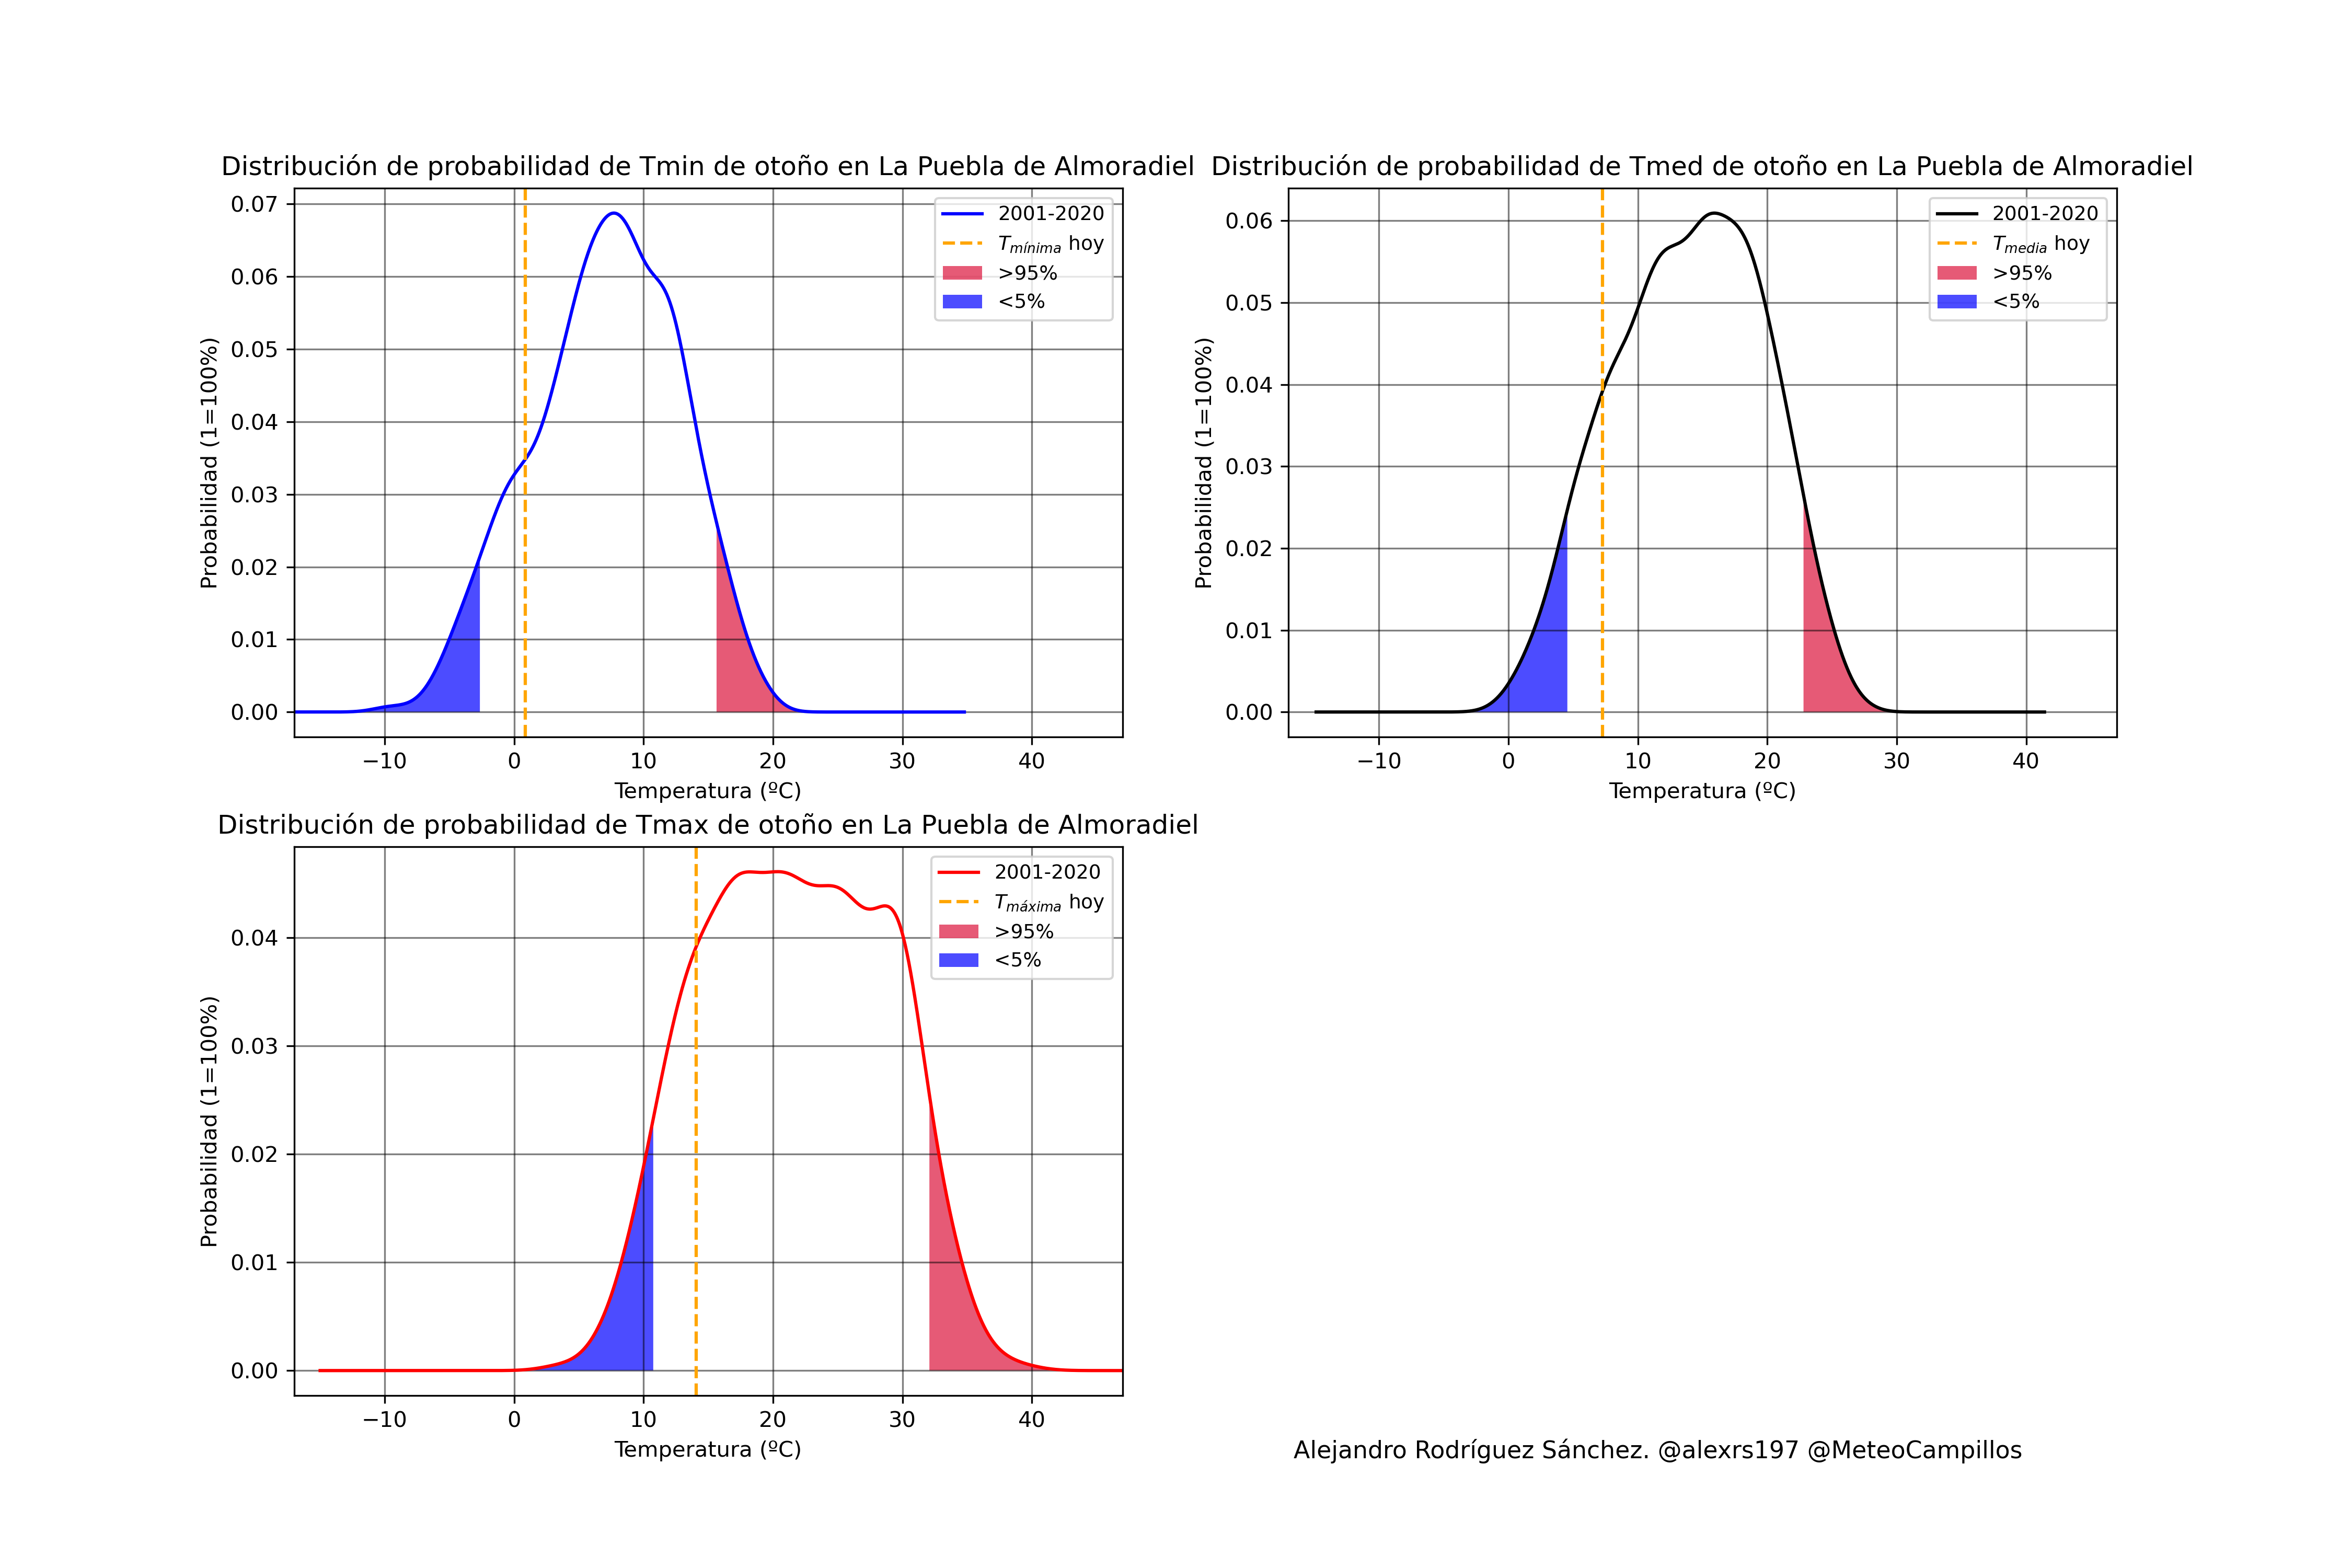 Distribución de probabilidad de Tmin de otoño en La Puebla de Almoradiel
0.07
0.06
0.05
0.04
0.03
0.02
0.01
0.00
Probabilidad (1=100%)
−10 0 10 20 30 40
Temperatura (ºC)
2001-2020
Tmínima hoy
>95%
<5%
Distribución de probabilidad de Tmed de otoño en La Puebla de Almoradiel
0.06
0.05
0.04
0.03
0.02
0.01
0.00
Probabilidad (1=100%)
−10 0 10 20 30 40
Temperatura (ºC)
2001-2020
Tmedia hoy
>95%
<5%
Distribución de probabilidad de Tmax de otoño en La Puebla de Almoradiel
0.04
0.03
0.02
0.01
0.00
Probabilidad (1=100%)
−10 0 10 20 30 40
Temperatura (ºC)
2001-2020
Tmáxima hoy
>95%
<5%
Alejandro Rodríguez Sánchez. @alexrs197 @MeteoCampillos